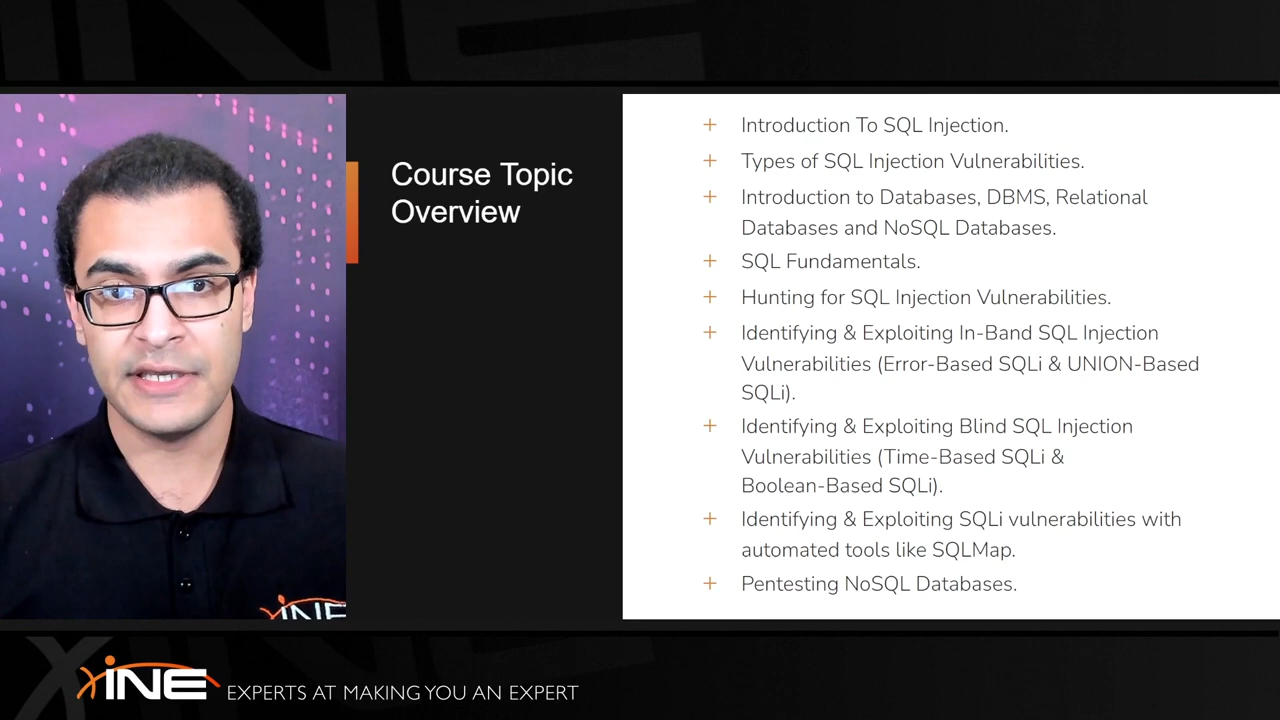 Course Topic
Overview
+ Introduction To SQL Injection.
+ Types of SQL Injection Vulnerabilities.
+ Introduction to Databases, DBMS, Relational
Databases and NoSQL Databases.
+ SQL Fundamentals.
+ Hunting for SQL Injection Vulnerabilities.
+ Identifying & Exploiting In-Band SQL Injection
Vulnerabilities (Error-Based SQLi & UNION-Based
SQLi).
+ Identifying & Exploiting Blind SQL Injection
Vulnerabilities (Time-Based SQLi &
Boolean-Based SQLi).
+ Identifying & Exploiting SQLi vulnerabilities with
automated tools like SQLMap.
+ Pentesting NoSQL Databases.
INE
INE EXPERTS AT MAKING YOU AN EXPERT